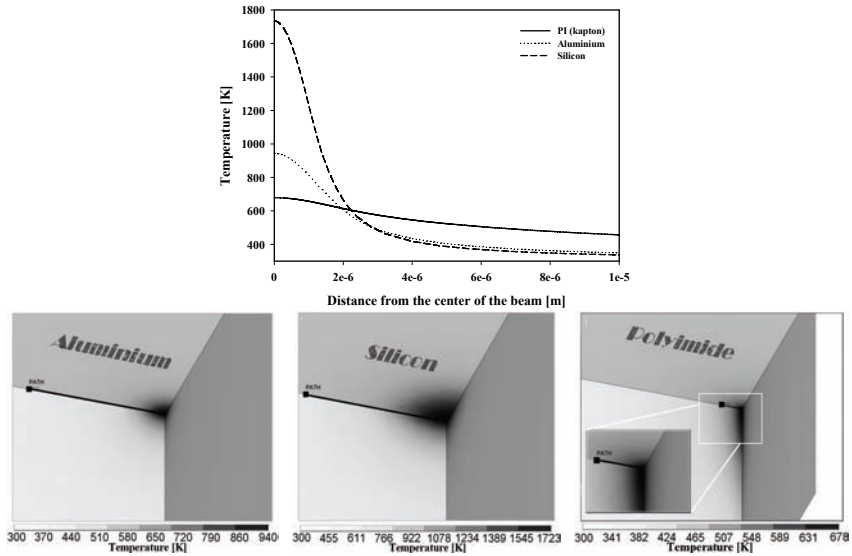 1800
1600
1400
1200
1000
800
600
400
Temperature [K]
PI (kapton)
Aluminium
Silicon
0 2e-6 4e-6 6e-6 8e-6 1e-5
Distance from the center of the beam [m]
Aluminium
PATH
300 370 440 510 580 650 720 790 860 940
Temperature [K]
Silicon
PATH
300 455 611 766 922 1078 1234 1389 1545 1723
Temperature [K]
Polyimide
PATH
300 341 382 424 465 507 548 589 631 678
Temperature [K]